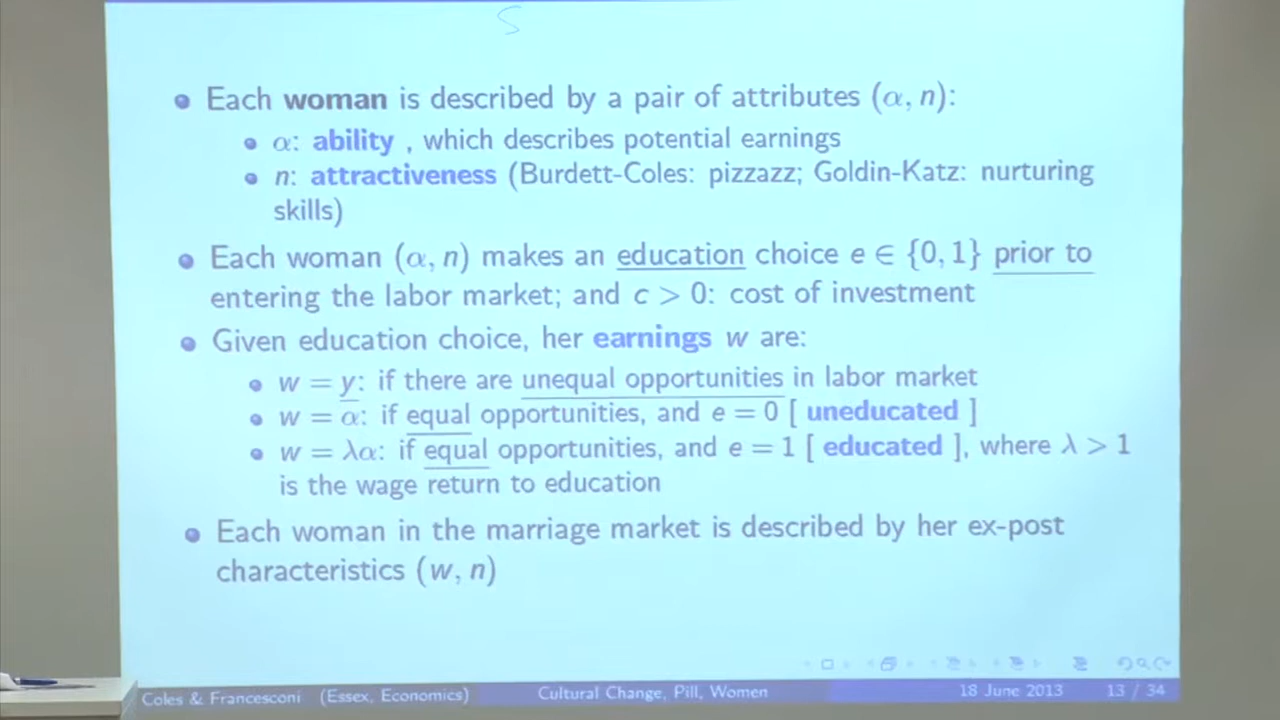 S
Each woman is described by a pair of attributes (α, n):
α: ability , which describes potential earnings
n: attractiveness (Burdett-Coles: pizzazz; Goldin-Katz: nurturing
skills)
Each woman (α, n) makes an education choice e ∈ {0, 1} prior to
entering the labor market; and c > 0: cost of investment
Given education choice, her earnings w are:
w = y: if there are unequal opportunities in labor market
w = α: if equal opportunities, and e = 0 [ uneducated ]
w = λα: if equal opportunities, and e = 1 [ educated ], where λ > 1
is the wage return to education
Each woman in the marriage market is described by her ex-post
characteristics (w, n)
Coles & Francesconi (Essex, Economics) Cultural Change, Pill, Women 18 June 2013 13 / 34